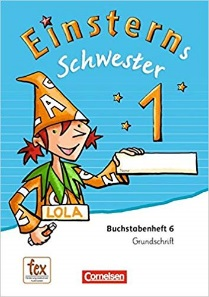 Einsterns
Schwester
1
LOLA
Buchstabenheft 6
Grundschrift
fex
Cornelsen